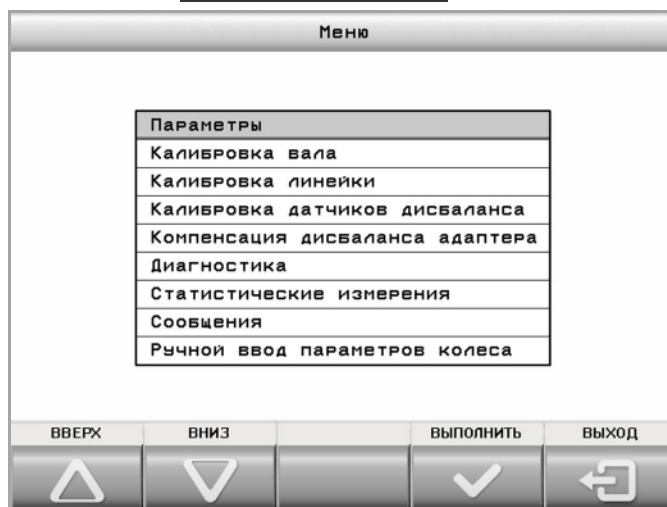 Меню
Параметры
Калибровка вала
Калибровка линейки
Калибровка датчиков дисбаланса
Компенсация дисбаланса адаптера
Диагностика
Статистические измерения
Сообщения
Ручной ввод параметров колеса
ВВЕРХ ВНИЗ ВЫПОЛНИТЬ ВЫХОД